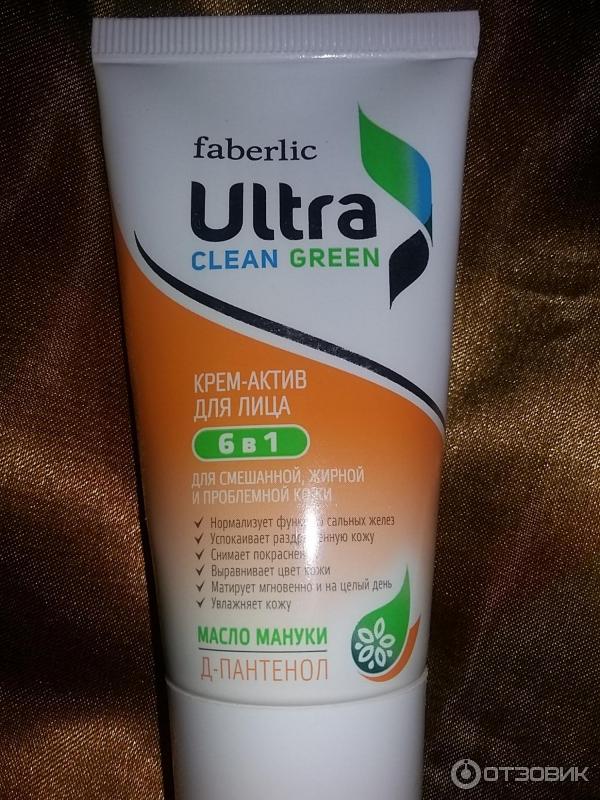 faberlic
Ultra
CLEAN GREEN
КРЕМ-АКТИВ
ДЛЯ ЛИЦА
6 в 1
ДЛЯ СМЕШАННОЙ, ЖИРНОЙ
И ПРОБЛЕМНОЙ КОЖИ
✓ Нормализует функцию сальных желез
✓ Успокаивает раздраженную кожу
✓ Снимает покраснения
✓ Выравнивает цвет кожи
✓ Матирует мгновенно и на целый день
✓ Увлажняет кожу
МАСЛО МАНУКИ
Д-ПАНТЕНОЛ
ОТЗОВИК